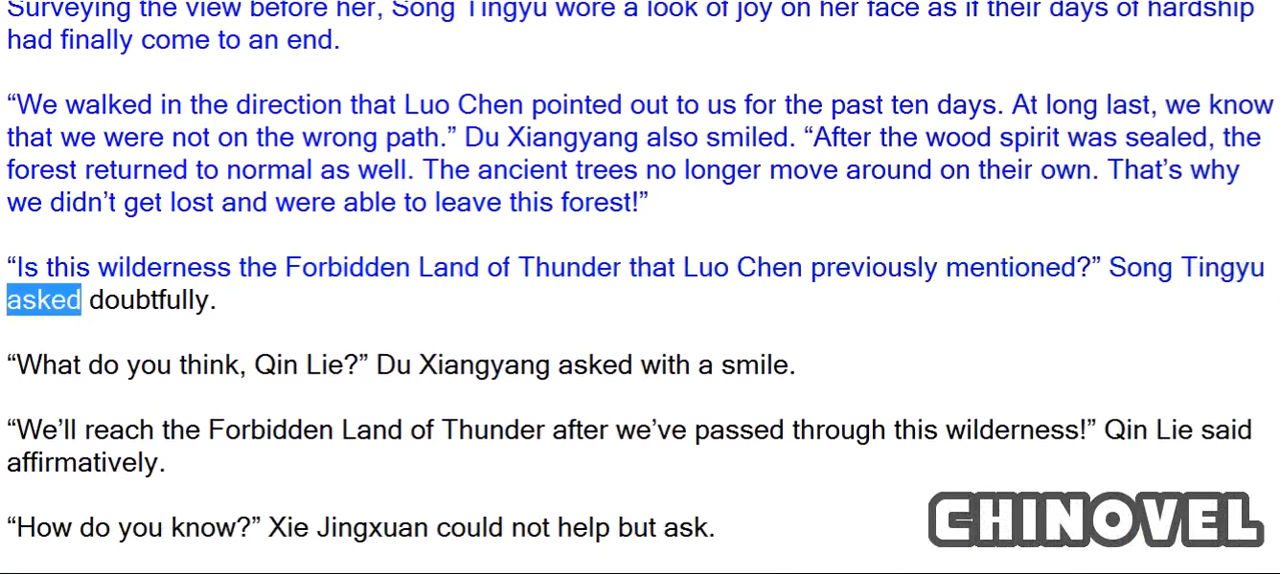 Surveying the view before her, Song Tingyu wore a look of joy on her face as if their days of hardship
had finally come to an end.
“We walked in the direction that Luo Chen pointed out to us for the past ten days. At long last, we know
that we were not on the wrong path.” Du Xiangyang also smiled. “After the wood spirit was sealed, the
forest returned to normal as well. The ancient trees no longer move around on their own. That’s why
we didn’t get lost and were able to leave this forest!”
“Is this wilderness the Forbidden Land of Thunder that Luo Chen previously mentioned?” Song Tingyu
asked doubtfully.
“What do you think, Qin Lie?” Du Xiangyang asked with a smile.
“We’ll reach the Forbidden Land of Thunder after we’ve passed through this wilderness!” Qin Lie said
affirmatively.
“How do you know?” Xie Jingxuan could not help but ask.
CHINOVEL